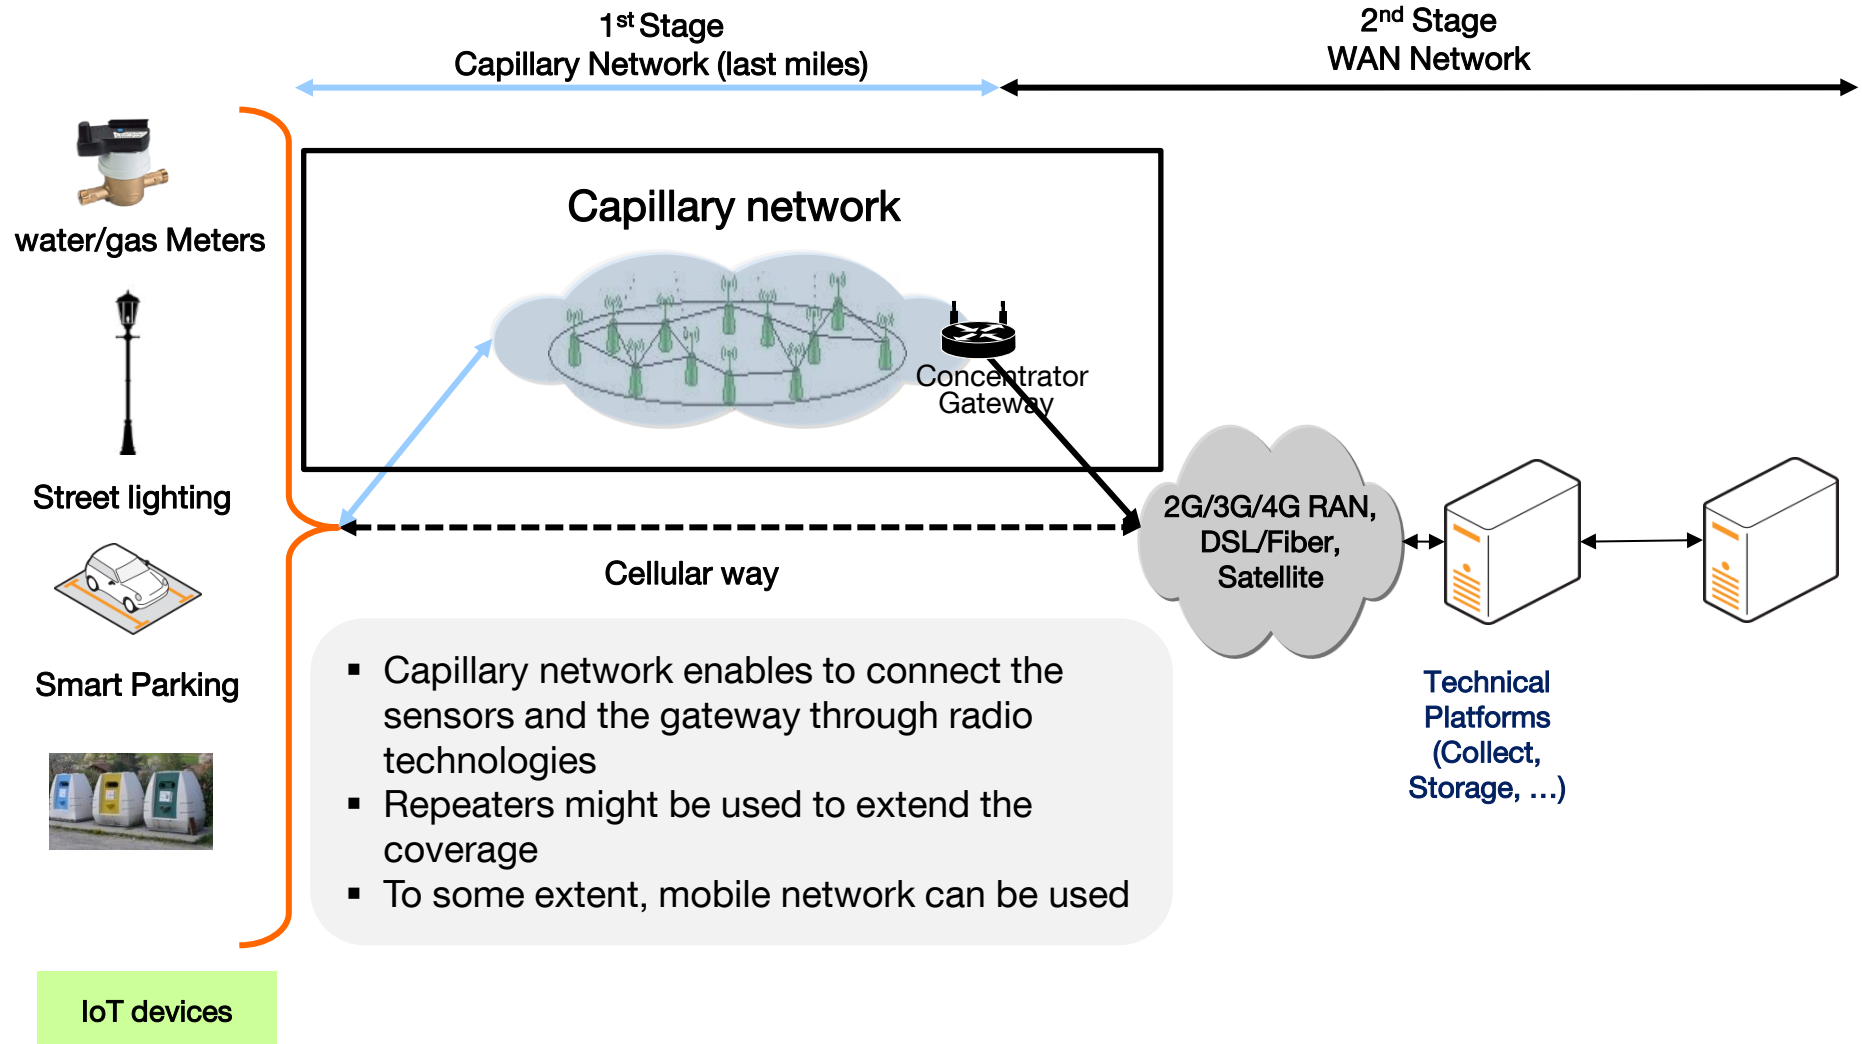 1st Stage
Capillary Network (last miles)
2nd Stage
WAN Network
Capillary network
water/gas Meters
Concentrator
Gateway
Street lighting
2G/3G/4G RAN,
DSL/Fiber,
Satellite
Cellular way
Smart Parking
▪ Capillary network enables to connect the
sensors and the gateway through radio
technologies
▪ Repeaters might be used to extend the
coverage
▪ To some extent, mobile network can be used
Technical
Platforms
(Collect,
Storage, …)
IoT devices